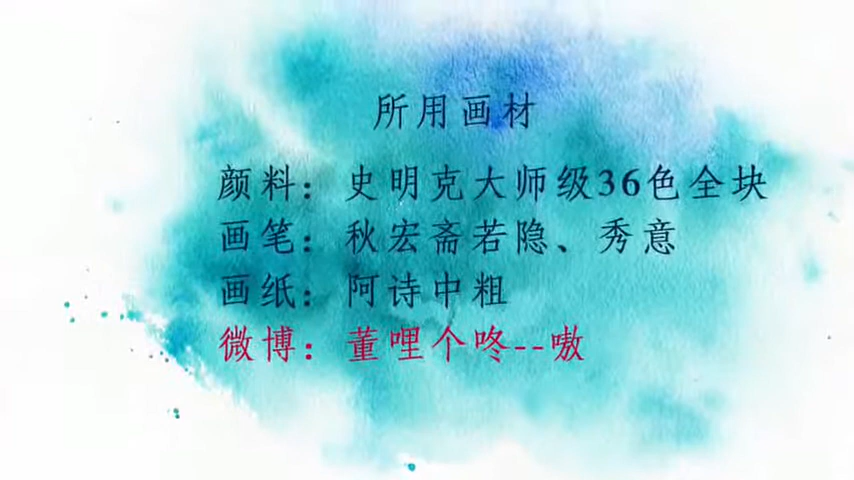 所用画材
颜料：史明克大师级36色全块
画笔：秋宏斋若隐、秀意
画纸：阿诗中粗
微博：董哩个咚--嗷